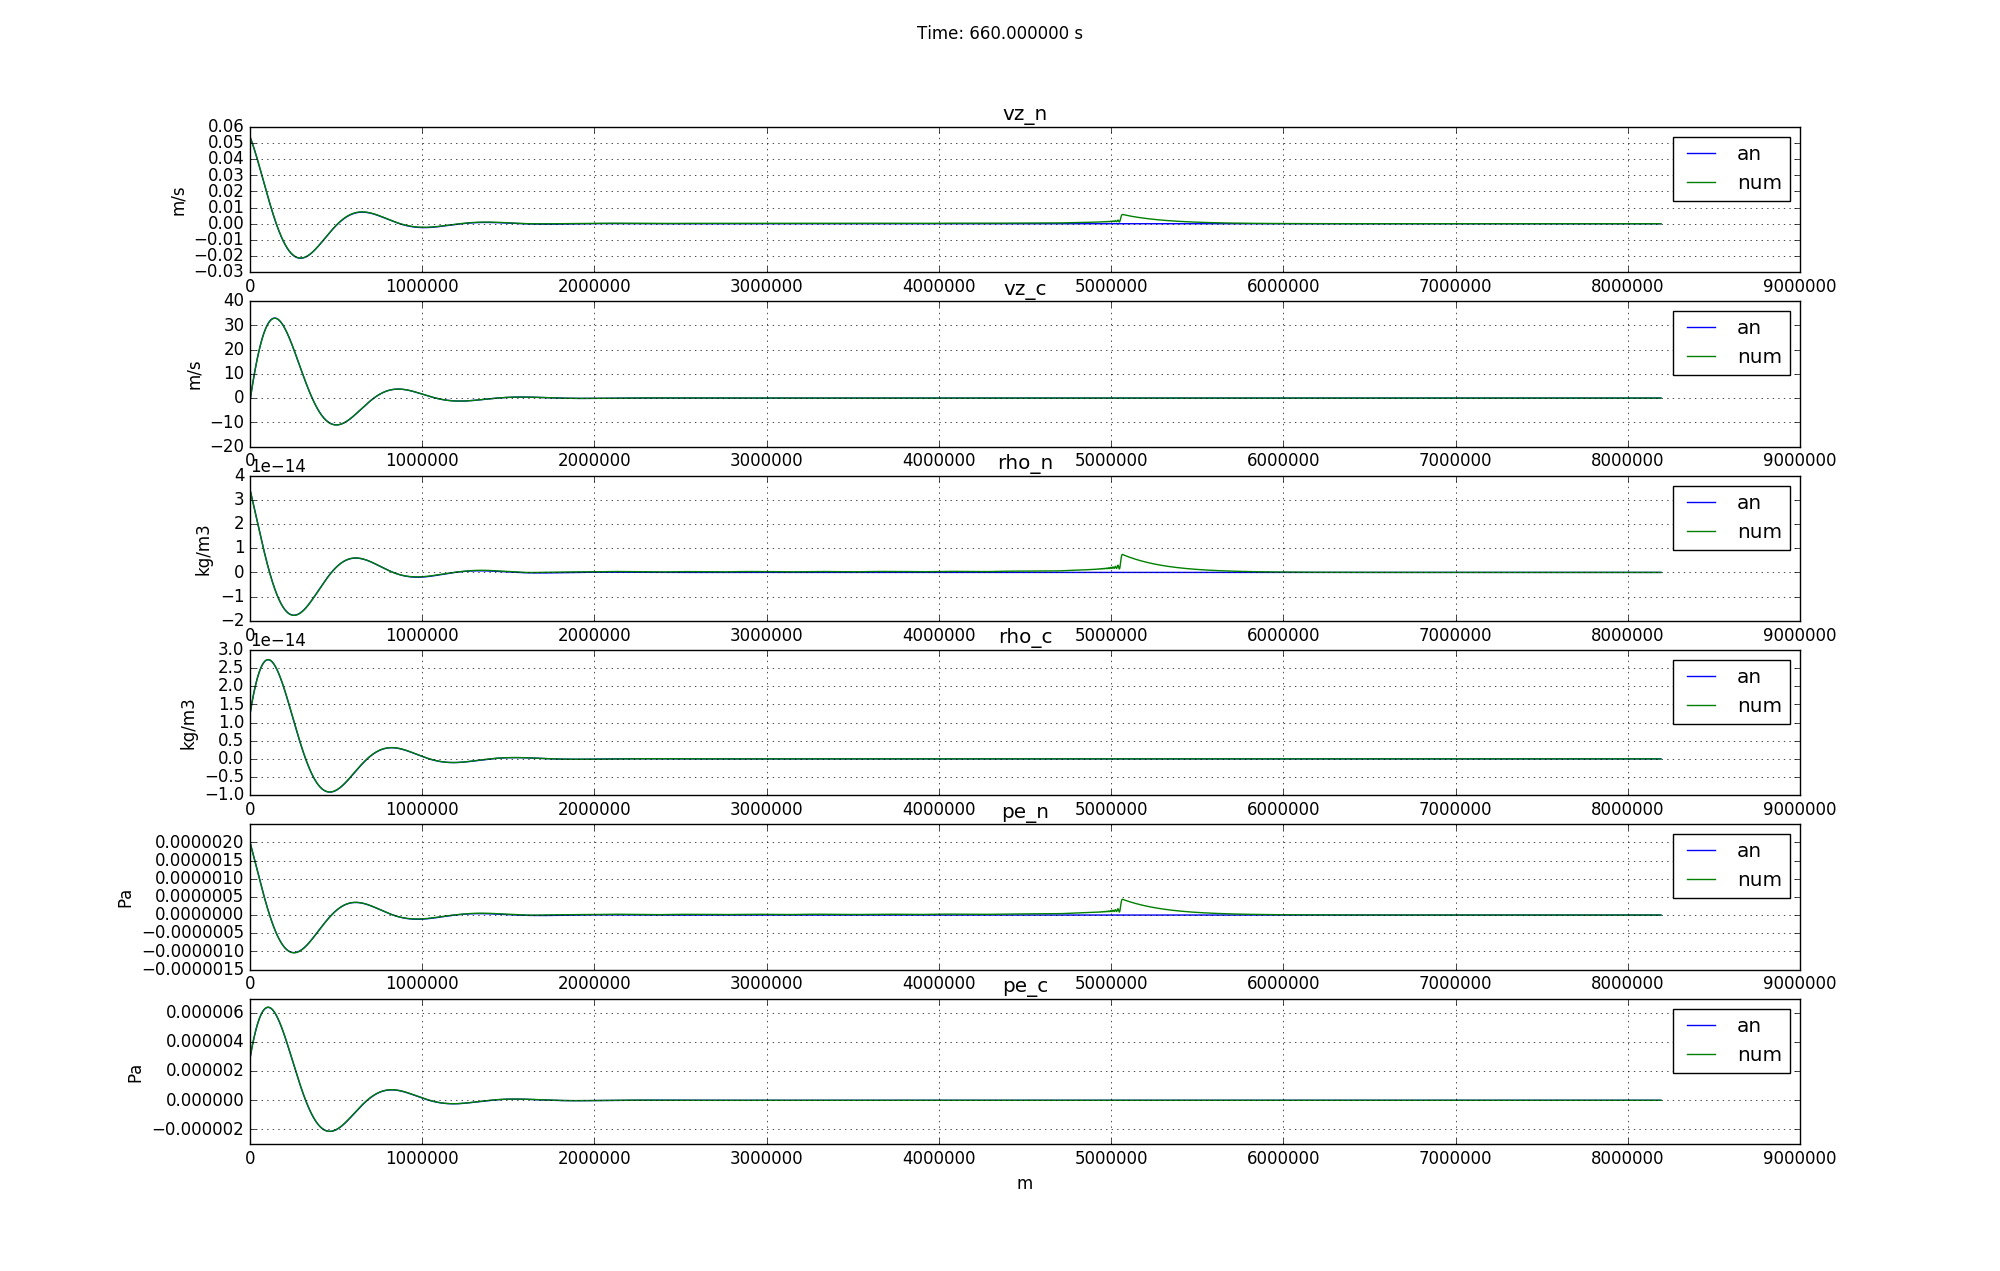 Time: 660.000000 s
vz_n
0.06
0.05
0.04
0.03
0.02
0.01
0.00
−0.01
−0.02
−0.03
m/s
an
num
0 1000000 2000000 3000000 4000000 5000000 6000000 7000000 8000000 9000000
vz_c
40
30
20
10
0
−10
−20
m/s
an
num
0 1000000 2000000 3000000 4000000 5000000 6000000 7000000 8000000 9000000
1e−14
rho_n
4
3
2
1
0
−1
−2
kg/m3
an
num
0 1000000 2000000 3000000 4000000 5000000 6000000 7000000 8000000 9000000
1e−14
rho_c
3.0
2.5
2.0
1.5
1.0
0.5
0.0
−0.5
−1.0
kg/m3
an
num
0 1000000 2000000 3000000 4000000 5000000 6000000 7000000 8000000 9000000
pe_n
0.0000020
0.0000015
0.0000010
0.0000005
0.0000000
−0.0000005
−0.0000010
−0.0000015
Pa
an
num
0 1000000 2000000 3000000 4000000 5000000 6000000 7000000 8000000 9000000
pe_c
0.000006
0.000004
0.000002
0.000000
−0.000002
Pa
an
num
0 1000000 2000000 3000000 4000000 5000000 6000000 7000000 8000000 9000000
m